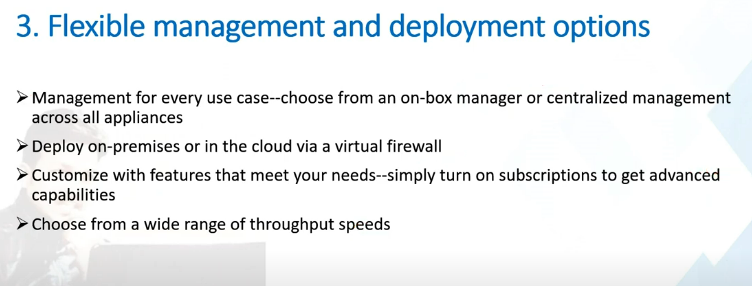 3. Flexible management and deployment options
➢ Management for every use case--choose from an on-box manager or centralized management
across all appliances
➢ Deploy on-premises or in the cloud via a virtual firewall
➢ Customize with features that meet your needs--simply turn on subscriptions to get advanced
capabilities
➢ Choose from a wide range of throughput speeds